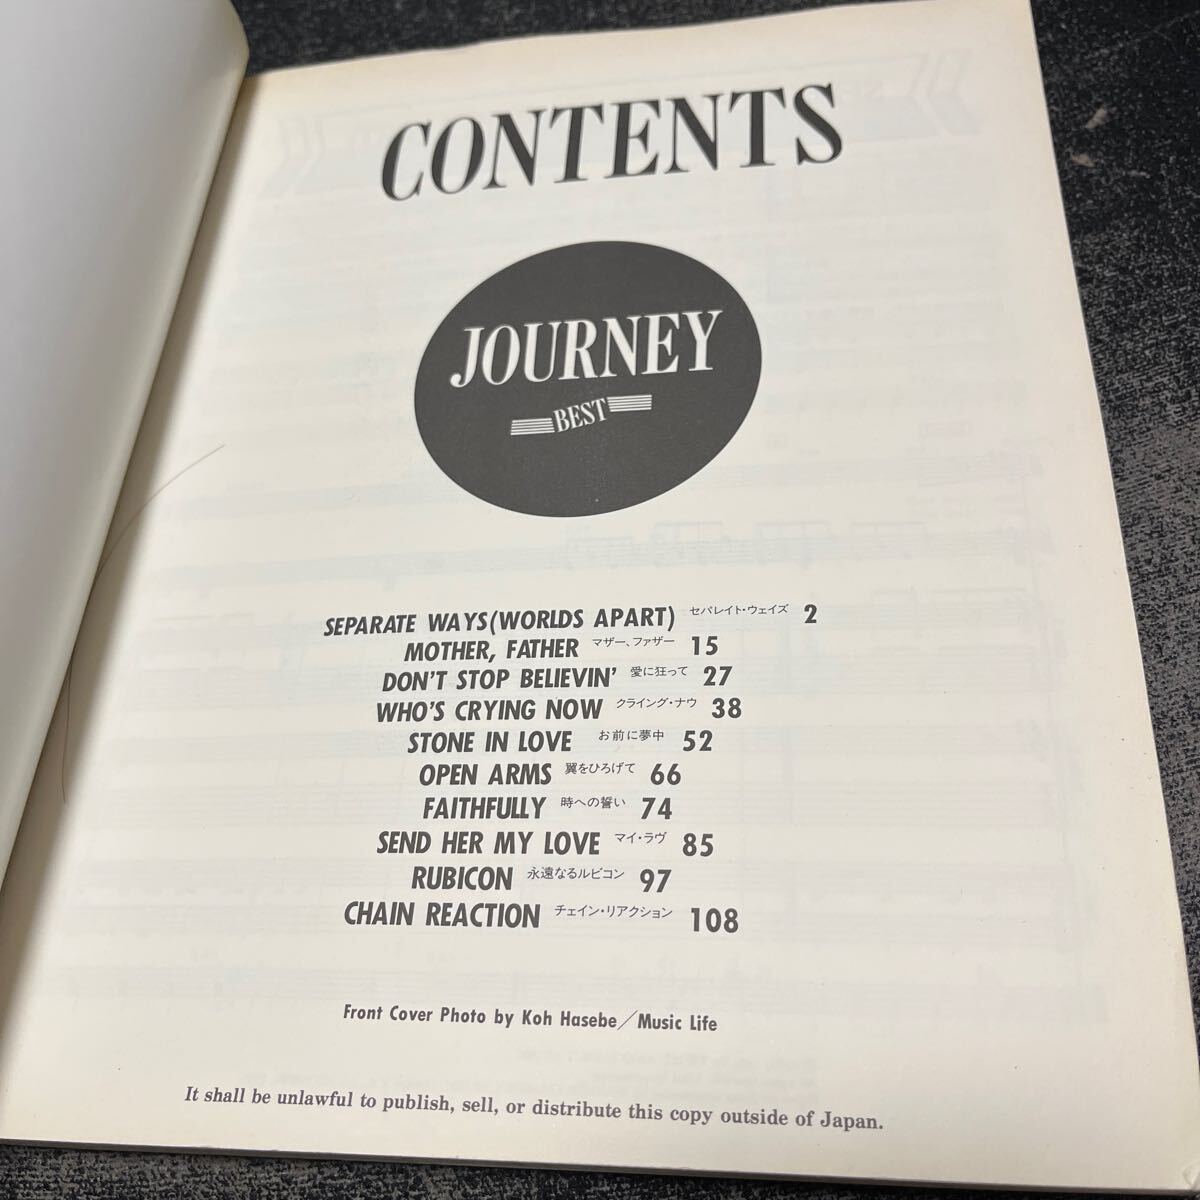 CONTENTS
JOURNEY
BEST
SEPARATE WAYS(WORLDS APART) セパレイト・ウェイズ 2
MOTHER, FATHER マザー、ファザー 15
DON'T STOP BELIEVIN' 愛に狂って 27
WHO'S CRYING NOW クライング・ナウ 38
STONE IN LOVE お前に夢中 52
OPEN ARMS 翼をひろげて 66
FAITHFULLY 時への誓い 74
SEND HER MY LOVE マイ・ラヴ 85
RUBICON 永遠なるルビコン 97
CHAIN REACTION チェイン・リアクション 108
Front Cover Photo by Koh Hasebe／Music Life
It shall be unlawful to publish, sell, or distribute this copy outside of Japan.